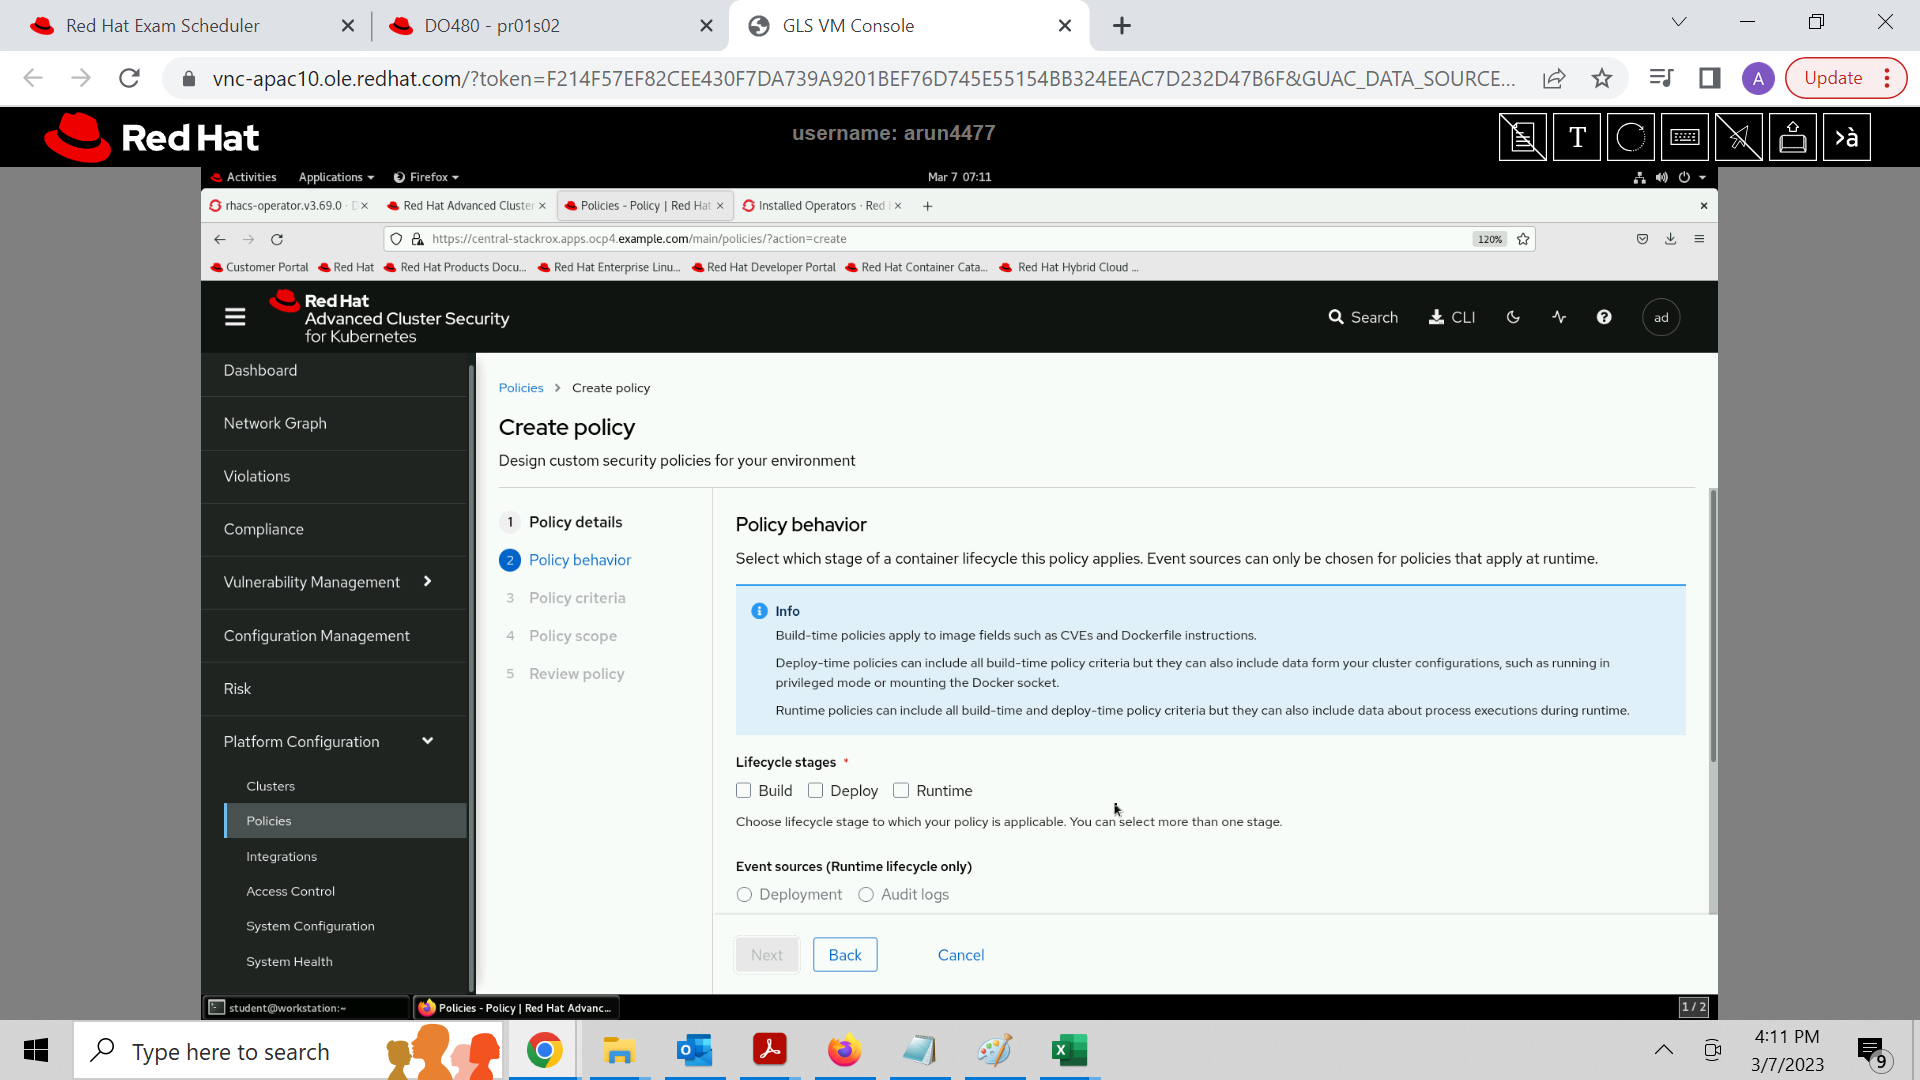 Red Hat Exam Scheduler
DO480 - pr01s02
GLS VM Console
vnc-apac10.ole.redhat.com/?token=F214F57EF82CEE430F7DA739A9201BEF76D745E55154BB324EEAC7D232D47B6F&GUAC_DATA_SOURCE...
A
Update
Red Hat
username: arun4477
T
>à
Activities
Applications
Firefox
Mar 7 07:11
rhacs-operator.v3.69.0
Red Hat Advanced Cluster
Policies - Policy | Red Hat
Installed Operators · Red
https://central-stackrox.apps.ocp4.example.com/main/policies/?action=create
120%
Customer Portal
Red Hat
Red Hat Products Docu...
Red Hat Enterprise Linu...
Red Hat Developer Portal
Red Hat Container Cata...
Red Hat Hybrid Cloud ...
Red Hat
Advanced Cluster Security
for Kubernetes
Search
CLI
ad
Dashboard
Network Graph
Violations
Compliance
Vulnerability Management
Configuration Management
Risk
Platform Configuration
Clusters
Policies
Integrations
Access Control
System Configuration
System Health
Policies > Create policy
Create policy
Design custom security policies for your environment
1 Policy details
2 Policy behavior
3 Policy criteria
4 Policy scope
5 Review policy
Policy behavior
Select which stage of a container lifecycle this policy applies. Event sources can only be chosen for policies that apply at runtime.
Info
Build-time policies apply to image fields such as CVEs and Dockerfile instructions.
Deploy-time policies can include all build-time policy criteria but they can also include data form your cluster configurations, such as running in
privileged mode or mounting the Docker socket.
Runtime policies can include all build-time and deploy-time policy criteria but they can also include data about process executions during runtime.
Lifecycle stages *
Build
Deploy
Runtime
Choose lifecycle stage to which your policy is applicable. You can select more than one stage.
Event sources (Runtime lifecycle only)
Deployment
Audit logs
Next
Back
Cancel
student@workstation:~
Policies - Policy | Red Hat Advanc...
1 / 2
Type here to search
4:11 PM
3/7/2023
9